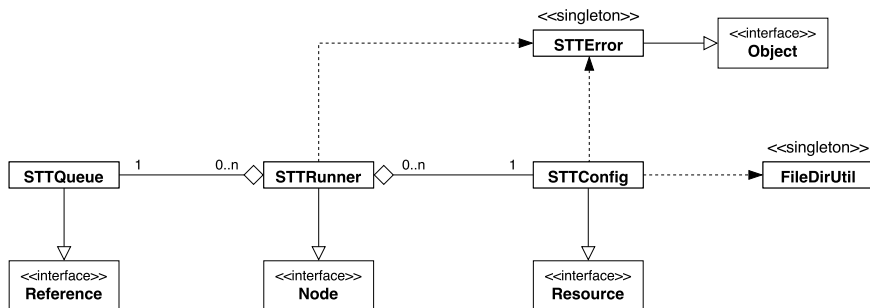 <<singleton>>
STTError
<<interface>>
Object
<<singleton>>
1
0..n
0..n
1
STTQueue
STTRunner
STTConfig
FileDirUtil
<<interface>>
Reference
<<interface>>
Node
<<interface>>
Resource